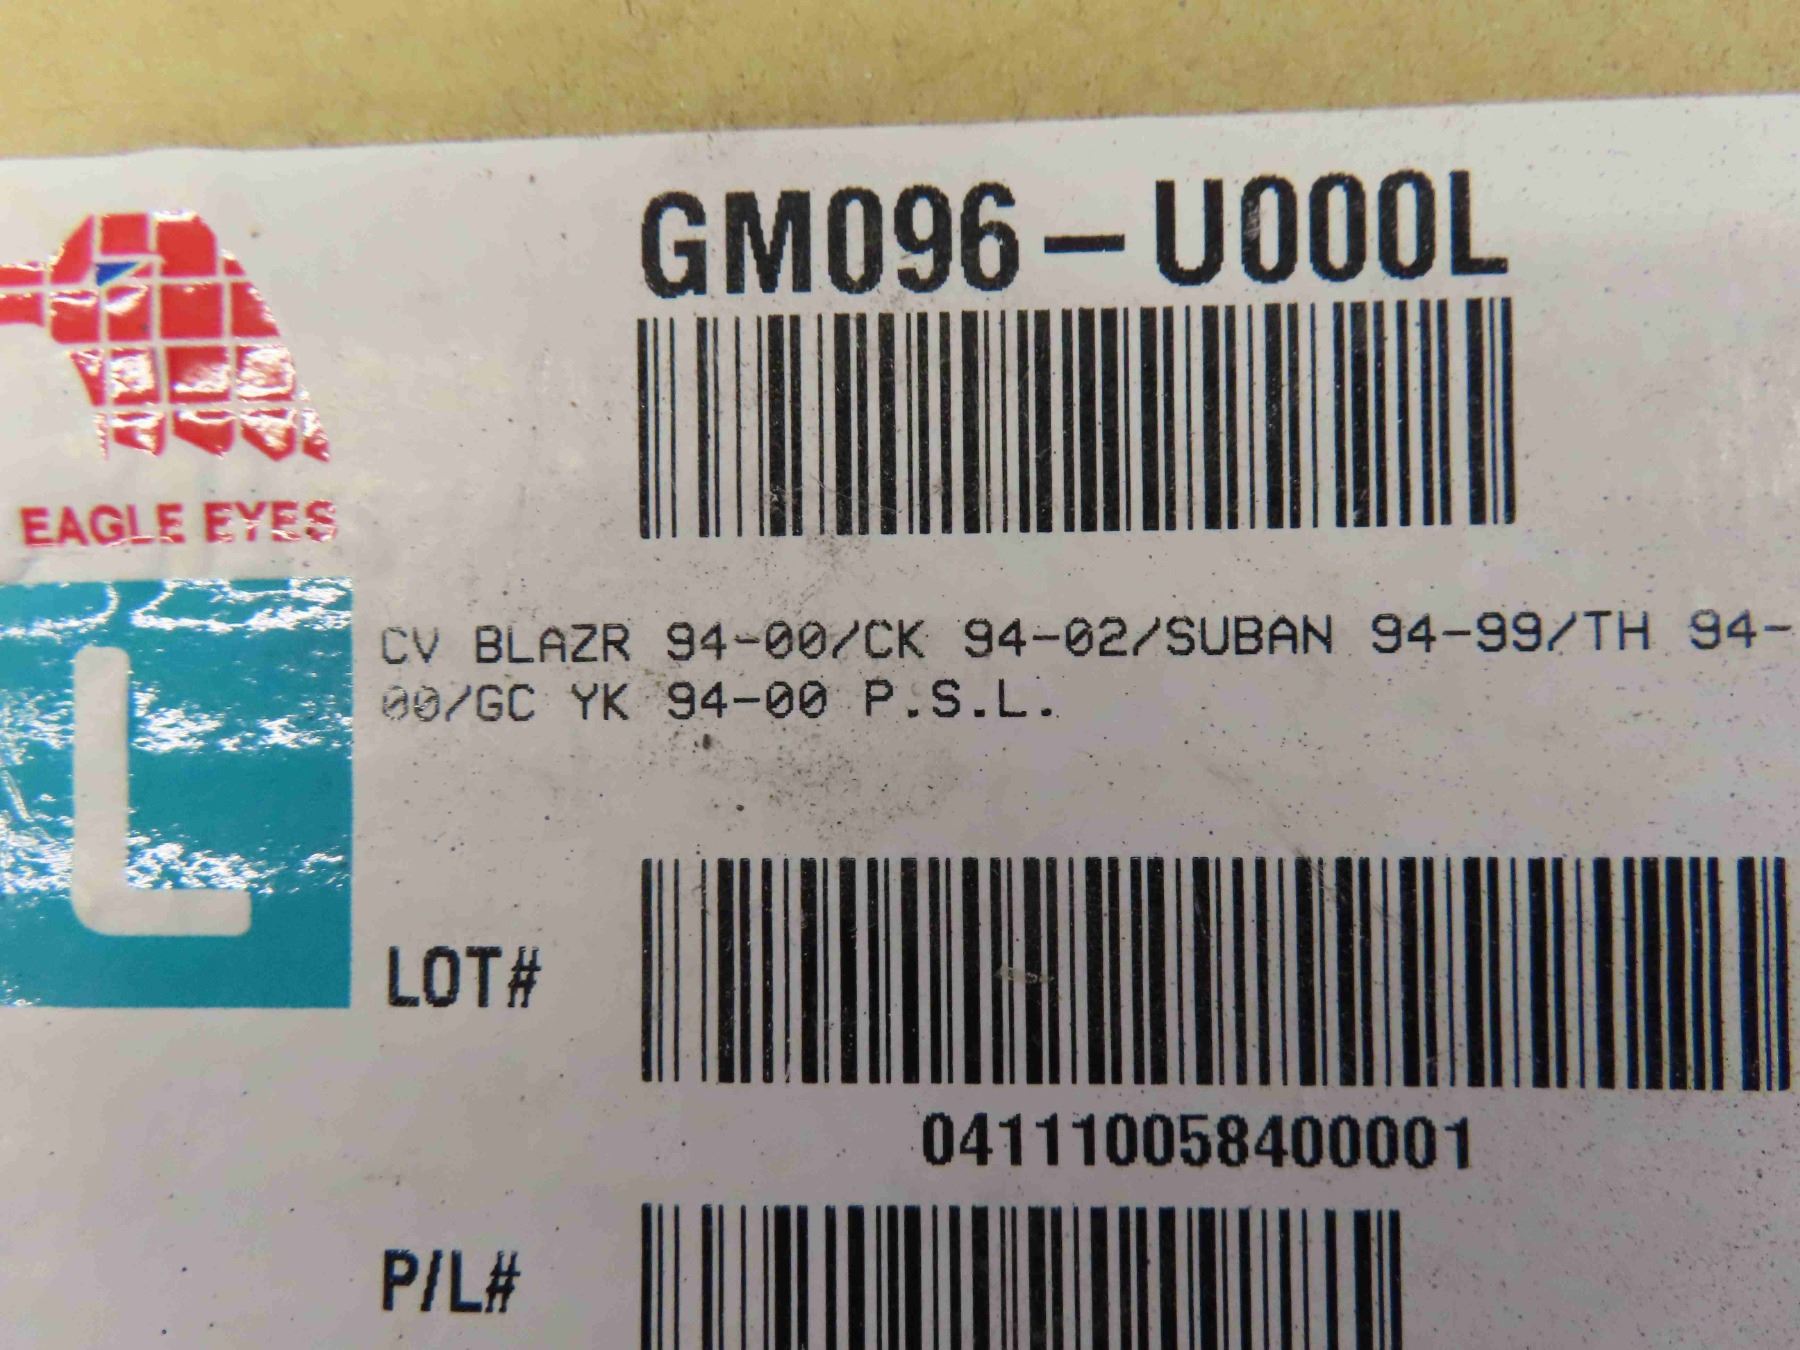 GM096-U000L
EAGLE EYES
L
CV BLAZR 94-00/CK 94-02/SUBAN 94-99/TH 94-
00/GC YK 94-00 P.S.L.
LOT#
041110058400001
P/L#